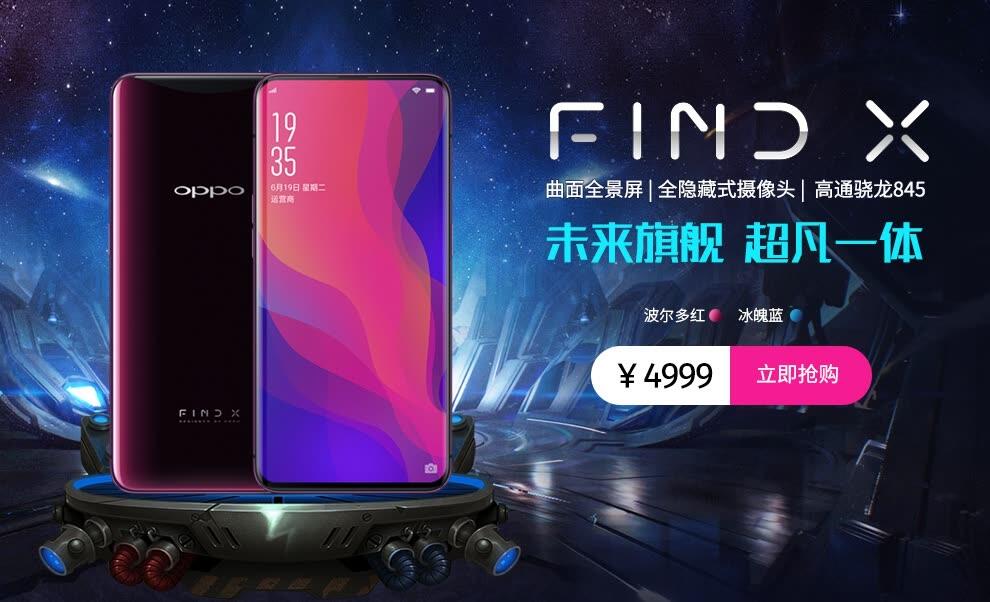 19
35
6月19日 星期二
运营商
oppo
FIND X
FIND X
曲面全景屏 | 全隐藏式摄像头 | 高通骁龙845
未来旗舰 超凡一体
波尔多红 冰魄蓝
￥4999 立即抢购